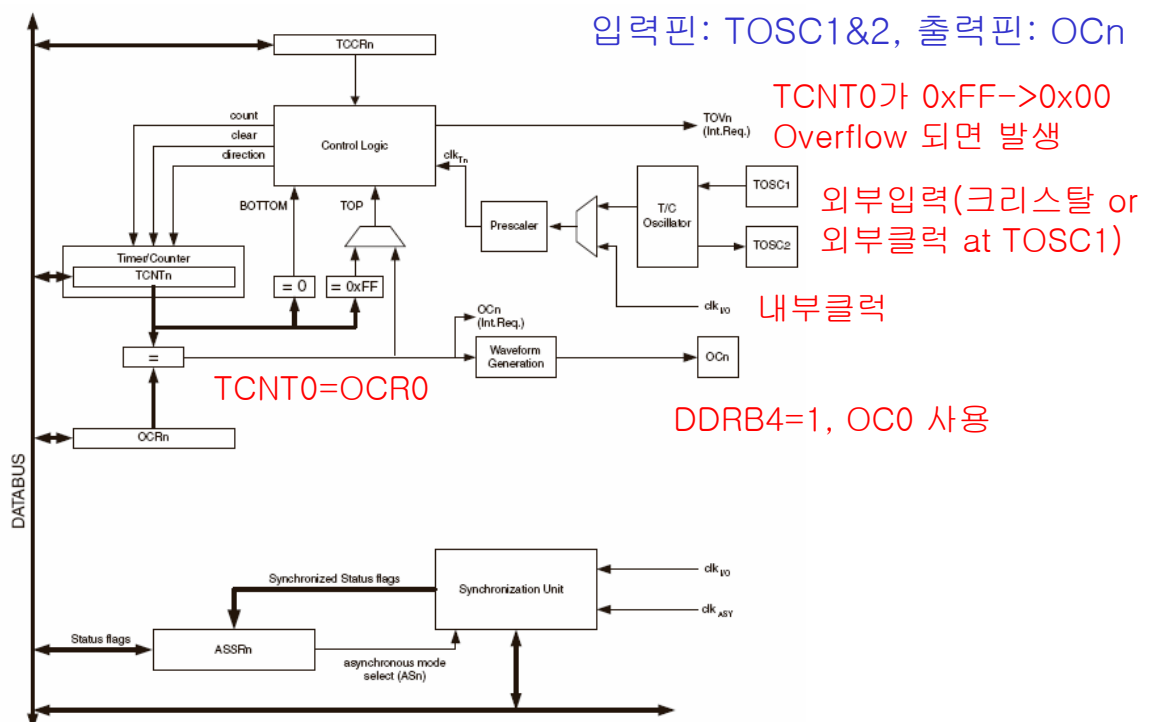 입력핀: TOSC1&2, 출력핀: OCn
TCCRn
TCNT0가 0xFF->0x00
Overflow 되면 발생
count
clear
direction
Control Logic
TOVn
(Int.Req.)
clkTn
BOTTOM
TOP
Prescaler
T/C
Oscillator
TOSC1
TOSC2
외부입력(크리스탈 or
외부클럭 at TOSC1)
Timer/Counter
TCNTn
= 0
= 0xFF
clkI/O
내부클럭
OCn
(Int.Req.)
=
Waveform
Generation
OCn
TCNT0=OCR0
DDRB4=1, OC0 사용
OCRn
DATABUS
Synchronized Status flags
Synchronization Unit
clkI/O
clkASY
Status flags
ASSRn
asynchronous mode
select (ASn)